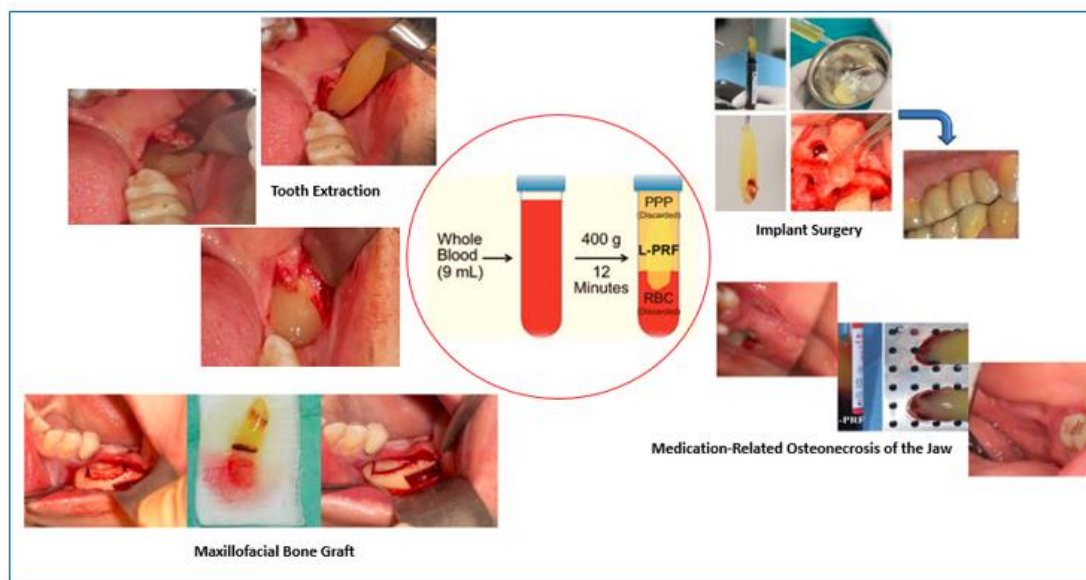 Tooth Extraction
Whole
Blood
(9 mL)
400 g
12
Minutes
PPP
(Discarded)
L-PRF
RBC
(Discarded)
Implant Surgery
-PRF
Medication-Related Osteonecrosis of the Jaw
Maxillofacial Bone Graft